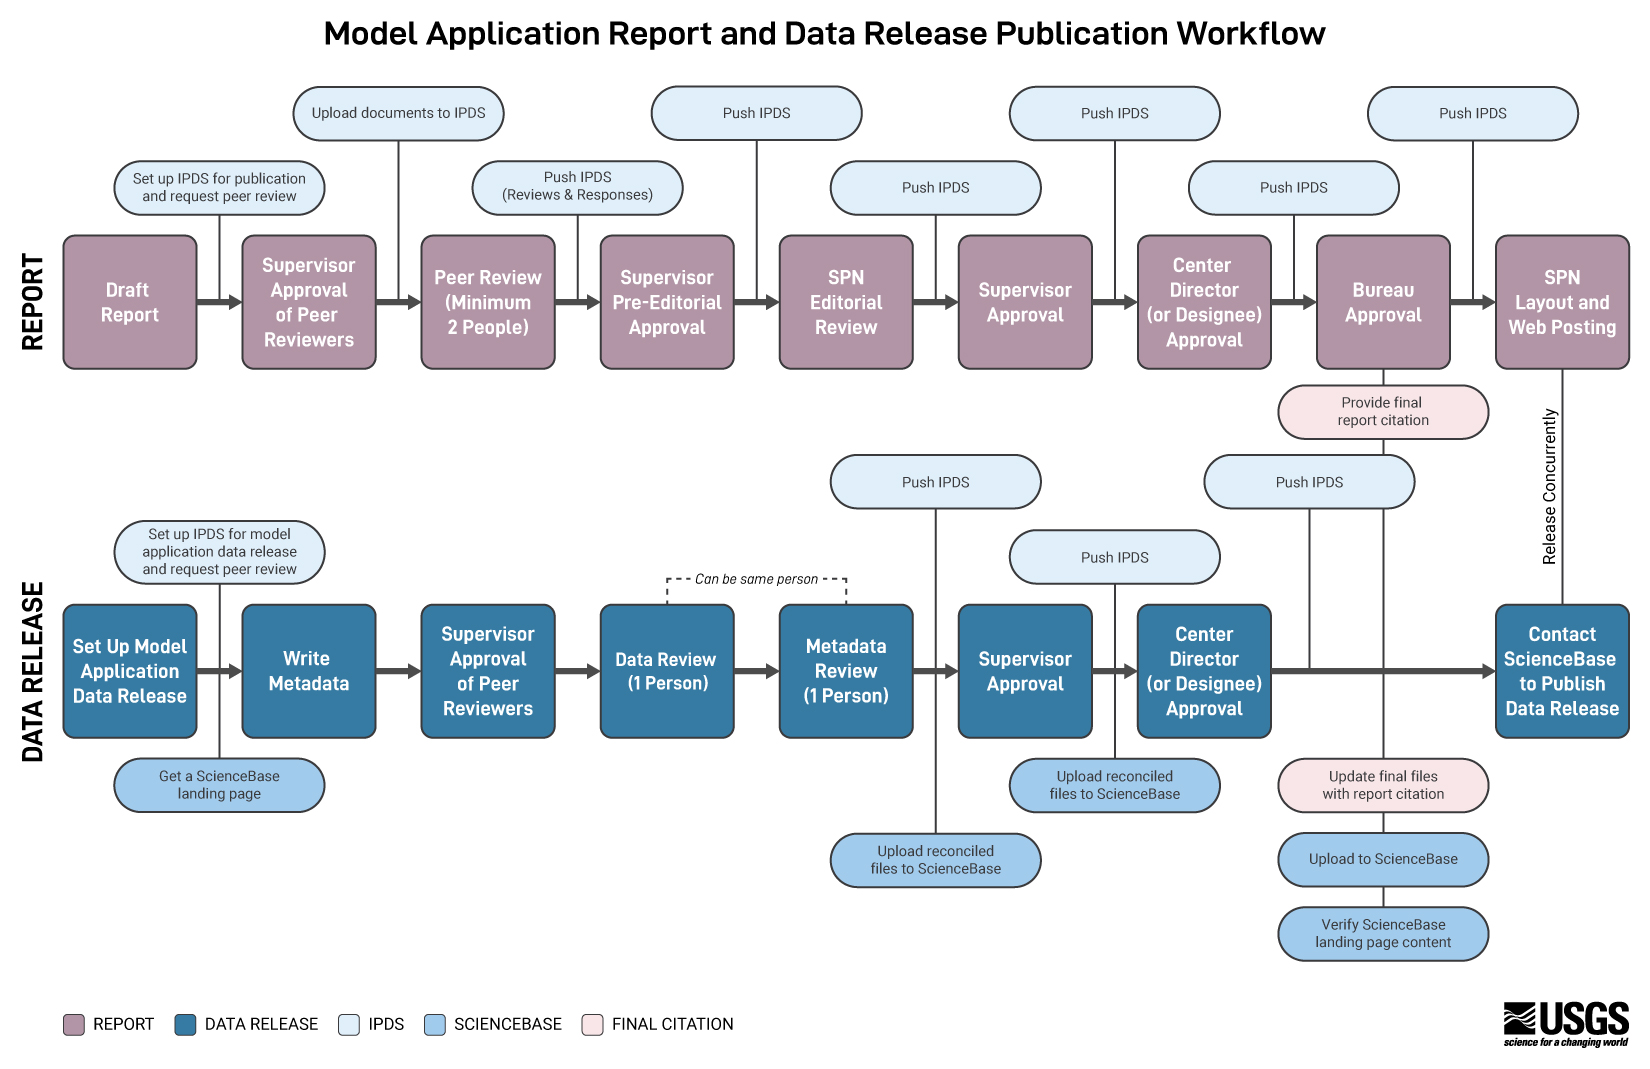 Model Application Report and Data Release Publication Workflow
Upload documents to IPDS
Push IPDS
Push IPDS
Push IPDS
Set up IPDS for publication
and request peer review
Push IPDS
(Reviews & Responses)
Push IPDS
Push IPDS
REPORT
Draft
Report
Supervisor
Approval
of Peer
Reviewers
Peer Review
(Minimum
2 People)
Supervisor
Pre-Editorial
Approval
SPN
Editorial
Review
Supervisor
Approval
Center
Director
(or Designee)
Approval
Bureau
Approval
SPN
Layout and
Web Posting
Provide final
report citation
Release Concurrently
Push IPDS
Push IPDS
Set up IPDS for model
application data release
and request peer review
Push IPDS
Can be same person
DATA RELEASE
Set Up Model
Application
Data Release
Write
Metadata
Supervisor
Approval
of Peer
Reviewers
Data Review
(1 Person)
Metadata
Review
(1 Person)
Supervisor
Approval
Center
Director
(or Designee)
Approval
Contact
ScienceBase
to Publish
Data Release
Get a ScienceBase
landing page
Upload reconciled
files to ScienceBase
Update final files
with report citation
Upload reconciled
files to ScienceBase
Upload to ScienceBase
Verify ScienceBase
landing page content
REPORT
DATA RELEASE
IPDS
SCIENCEBASE
FINAL CITATION
USGS
science for a changing world